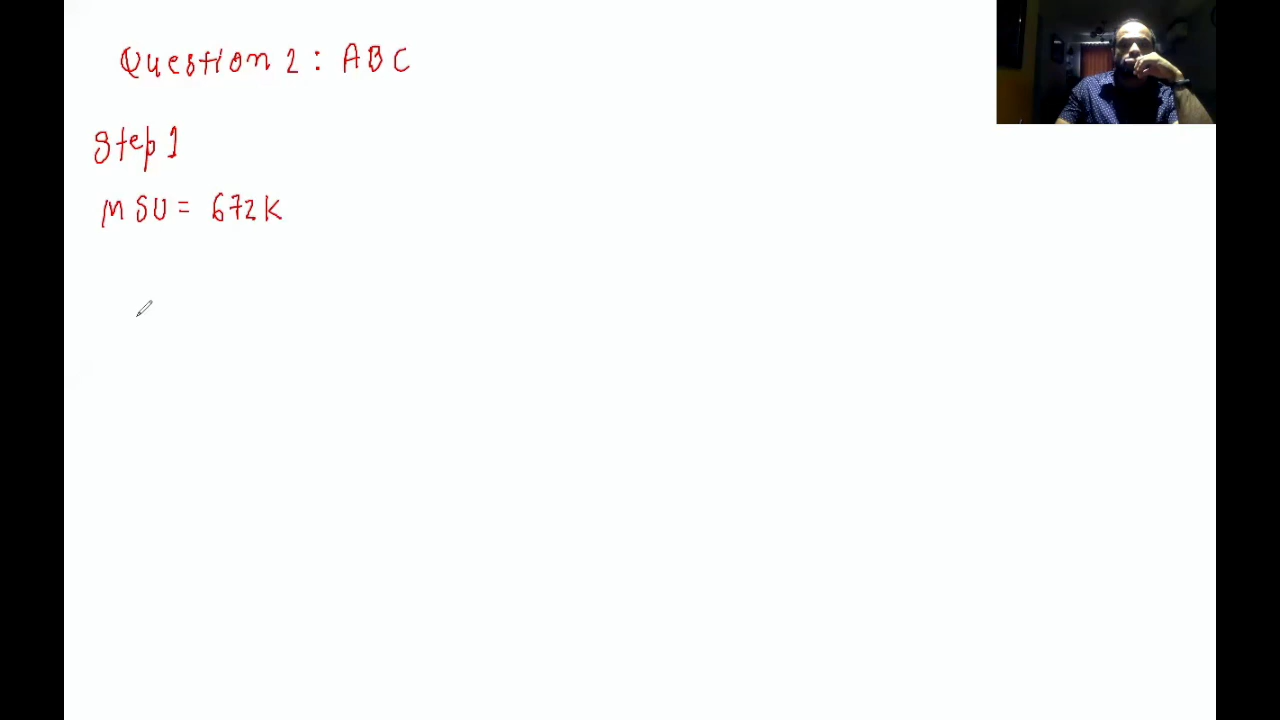 Question 2 : ABC
Step 1
MSU = 672K